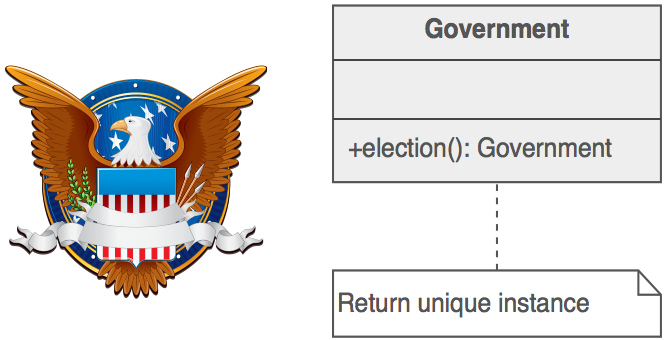 Government
+election(): Government
Return unique instance